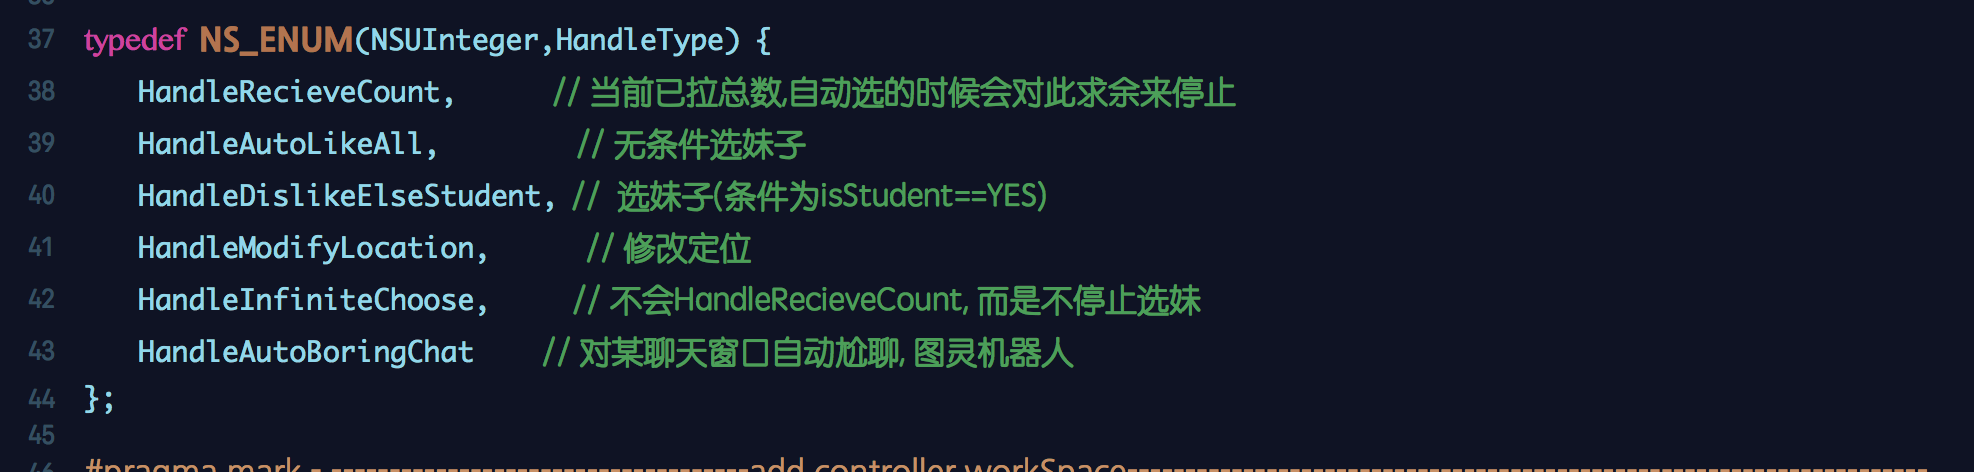 37 typedef NS_ENUM(NSUInteger,HandleType) {
38 HandleRecieveCount, // 当前已拉总数,自动选的时候会对此求余来停止
39 HandleAutoLikeAll, // 无条件选妹子
40 HandleDislikeElseStudent, // 选妹子(条件为isStudent==YES)
41 HandleModifyLocation, // 修改定位
42 HandleInfiniteChoose, // 不会HandleRecieveCount, 而是不停止选妹
43 HandleAutoBoringChat // 对某聊天窗口自动尬聊, 图灵机器人
44 };
45
46 #pragma mark - -----------------------------------add controller workSpace--------------------------------------------------------------------